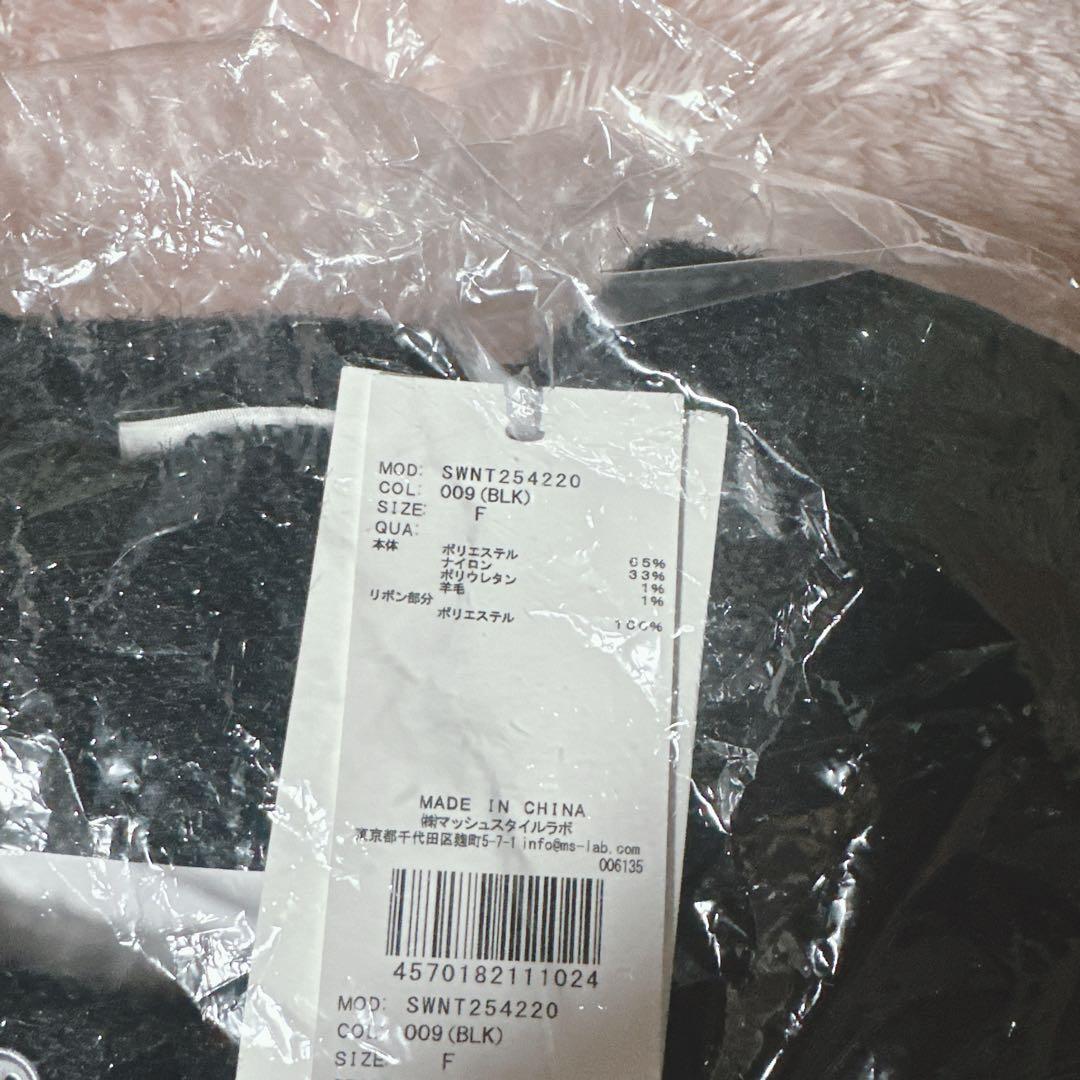 MOD: SWNT254220
COL: 009(BLK)
SIZE: F
QUA:
本体 ポリエステル 65%
ナイロン 33%
ポリウレタン 1%
羊毛 1%
リボン部分
ポリエステル 100%
MADE IN CHINA
㈱マッシュスタイルラボ
東京都千代田区麹町5-7-1 info@ms-lab.com
006135
4570182111024
MOD: SWNT254220
COL: 009(BLK)
SIZE F